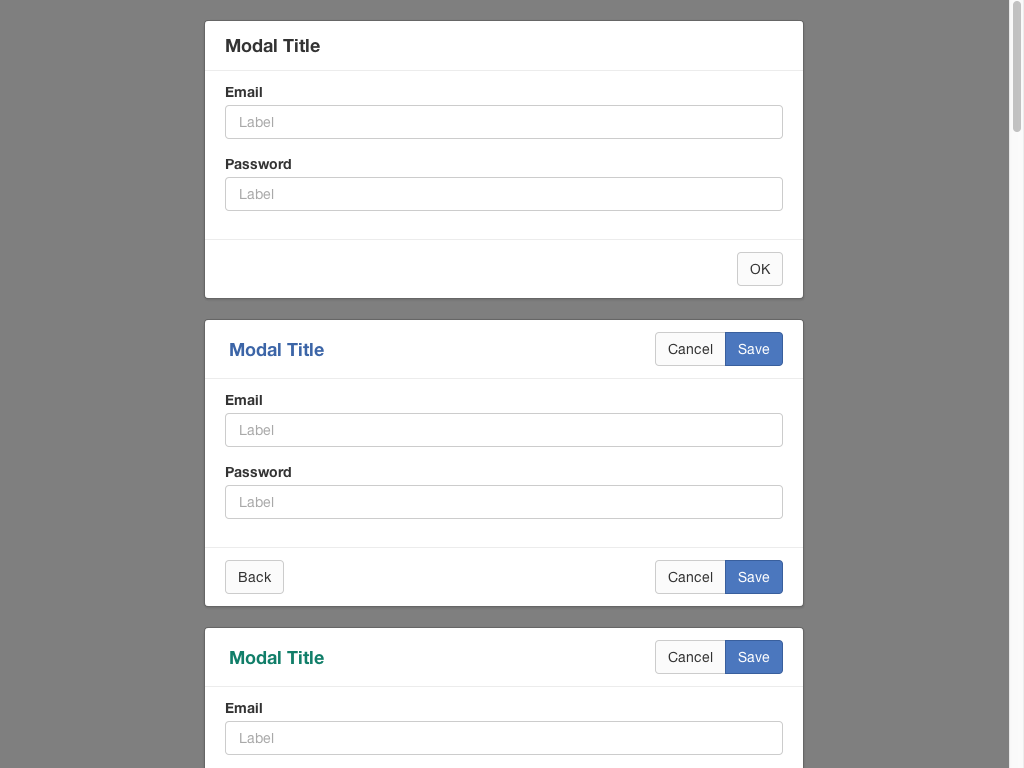 Modal Title
Email
Label
Password
Label
OK
Modal Title Cancel Save
Email
Label
Password
Label
Back Cancel Save
Modal Title Cancel Save
Email
Label